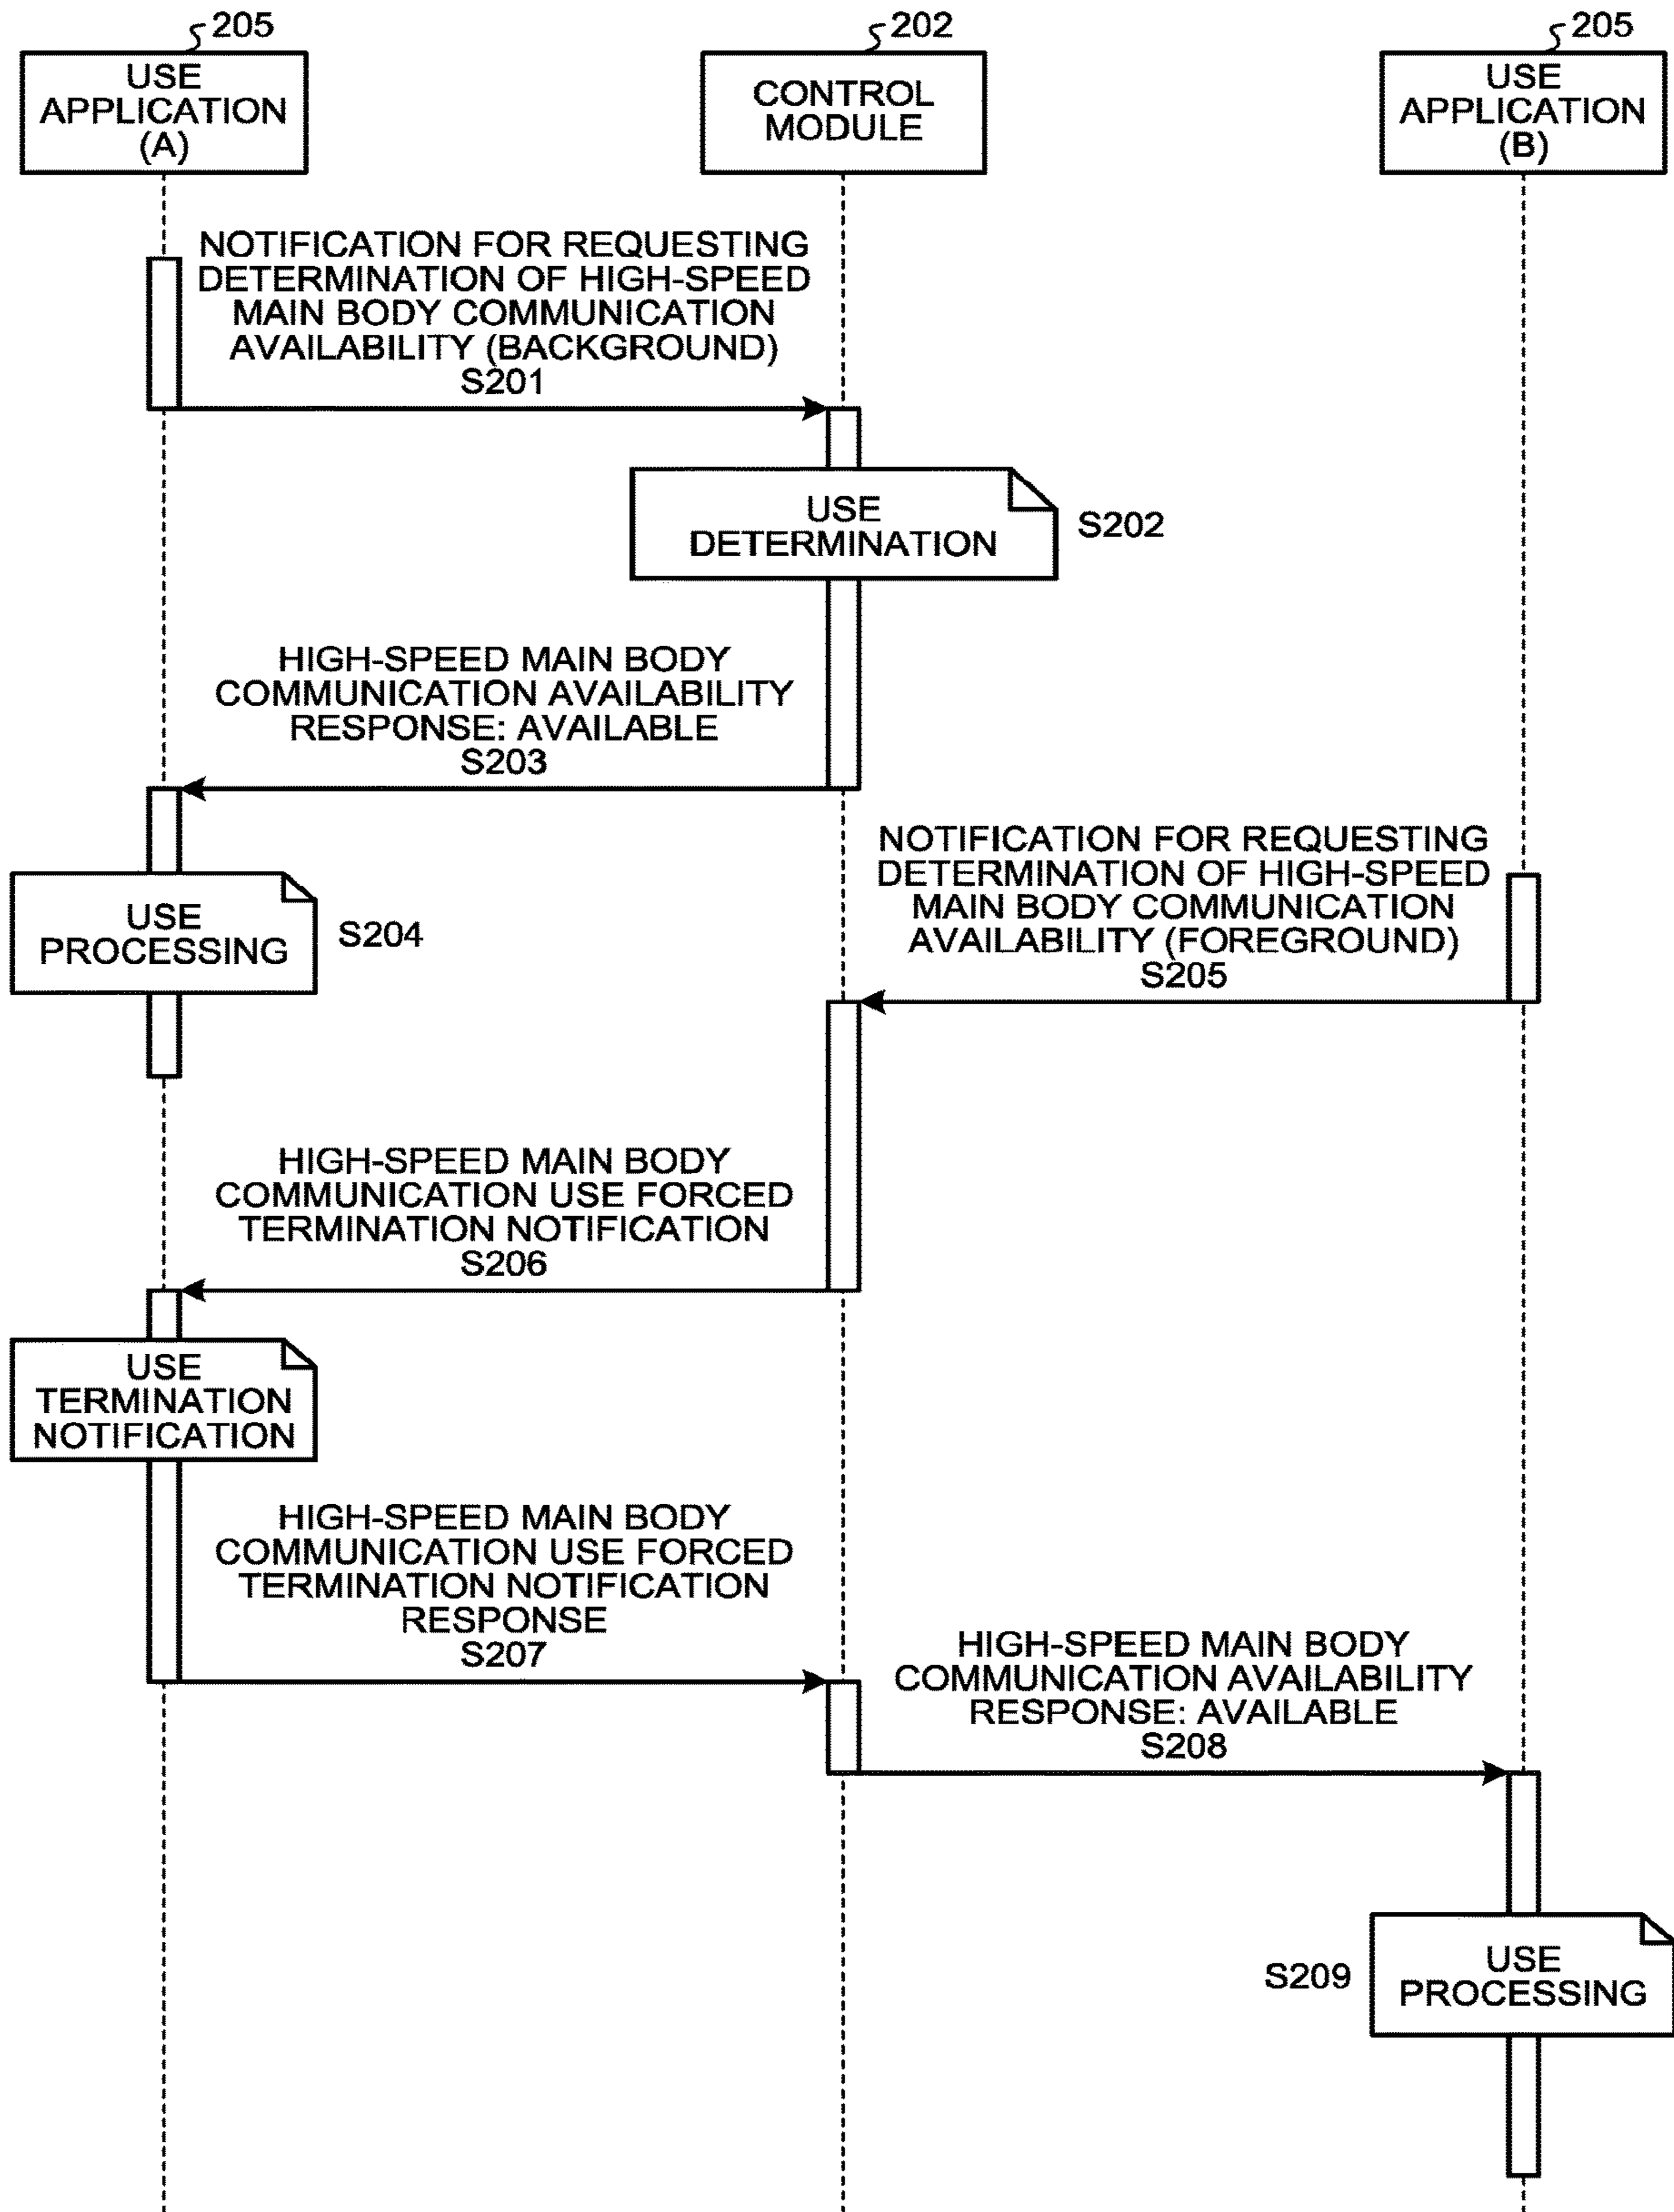 205
202
205
USE
APPLICATION
(A)
CONTROL
MODULE
USE
APPLICATION
(B)
NOTIFICATION FOR REQUESTING
DETERMINATION OF HIGH-SPEED
MAIN BODY COMMUNICATION
AVAILABILITY (BACKGROUND)
S201
USE
DETERMINATION
S202
HIGH-SPEED MAIN BODY
COMMUNICATION AVAILABILITY
RESPONSE: AVAILABLE
S203
USE
PROCESSING
S204
NOTIFICATION FOR REQUESTING
DETERMINATION OF HIGH-SPEED
MAIN BODY COMMUNICATION
AVAILABILITY (FOREGROUND)
S205
HIGH-SPEED MAIN BODY
COMMUNICATION USE FORCED
TERMINATION NOTIFICATION
S206
USE
TERMINATION
NOTIFICATION
HIGH-SPEED MAIN BODY
COMMUNICATION USE FORCED
TERMINATION NOTIFICATION
RESPONSE
S207
HIGH-SPEED MAIN BODY
COMMUNICATION AVAILABILITY
RESPONSE: AVAILABLE
S208
S209
USE
PROCESSING